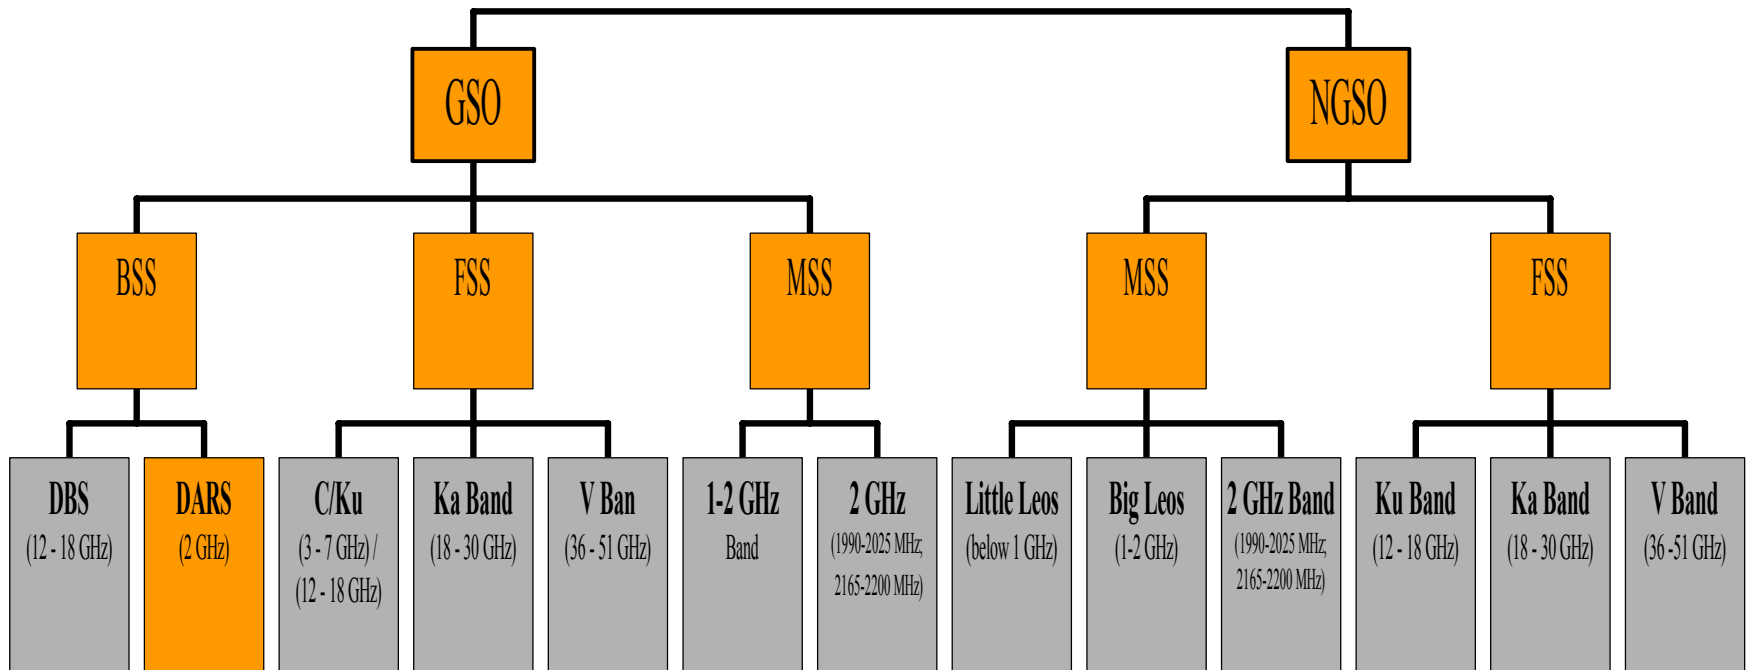 GSO
NGSO
BSS
FSS
MSS
MSS
FSS
DBS
(12 - 18 GHz)
DARS
(2 GHz)
C/Ku
(3 - 7 GHz) /
(12 - 18 GHz)
Ka Band
(18 - 30 GHz)
V Ban
(36 - 51 GHz)
1-2 GHz
Band
2 GHz
(1990-2025 MHz;
2165-2200 MHz)
Little Leos
(below 1 GHz)
Big Leos
(1-2 GHz)
2 GHz Band
(1990-2025 MHz;
2165-2200 MHz)
Ku Band
(12 - 18 GHz)
Ka Band
(18 - 30 GHz)
V Band
(36 -51 GHz)